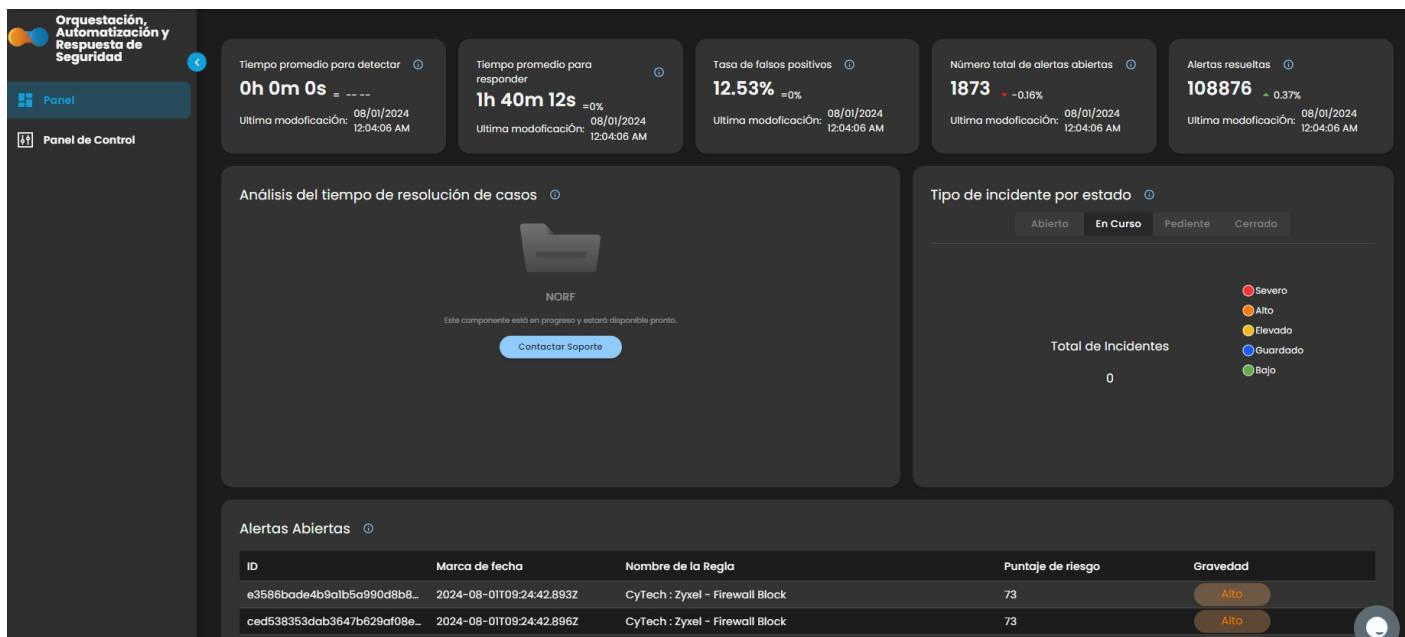 Orquestación,
Automatización y
Respuesta de
Seguridad
Panel
Panel de Control
Tiempo promedio para detectar
0h 0m 0s = -- --
Ultima modoficaciÓn: 08/01/2024
12:04:06 AM
Tiempo promedio para
responder
1h 40m 12s =0%
Ultima modoficaciÓn: 08/01/2024
12:04:06 AM
Tasa de falsos positivos
12.53% =0%
Ultima modoficaciÓn: 08/01/2024
12:04:06 AM
Número total de alertas abiertas
1873 -0.16%
Ultima modoficaciÓn: 08/01/2024
12:04:06 AM
Alertas resueltas
108876 0.37%
Ultima modoficaciÓn: 08/01/2024
12:04:06 AM
Análisis del tiempo de resolución de casos
NORF
Este componente está en progreso y estará disponible pronto.
Contactar Soporte
Tipo de incidente por estado
Abierto En Curso Pediente Cerrado
Total de Incidentes
0
Severo
Alto
Elevado
Guardado
Bajo
Alertas Abiertas
ID Marca de fecha Nombre de la Regla Puntaje de riesgo Gravedad
e3586bade4b9a1b5a990d8b8... 2024-08-01T09:24:42.893Z CyTech : Zyxel - Firewall Block 73 Alto
ced538353dab3647b629af08e... 2024-08-01T09:24:42.896Z CyTech : Zyxel - Firewall Block 73 Alto